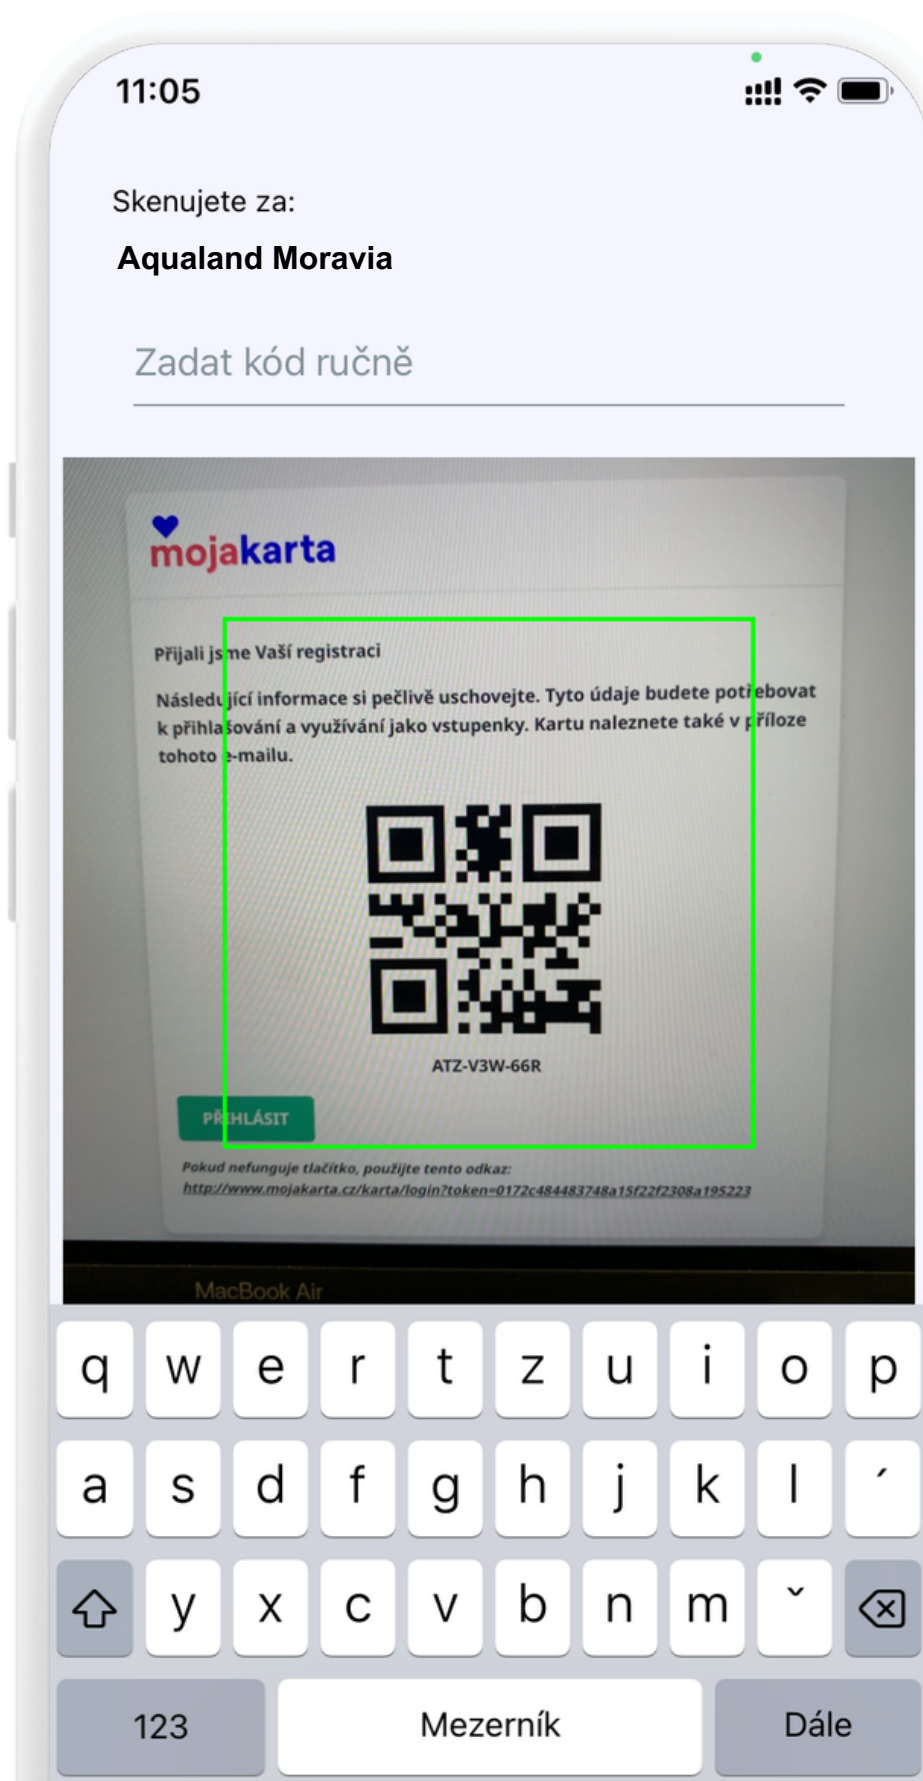 11:05
Skenujete za:
Aqualand Moravia
Zadat kód ručně
mojakarta
Přijali jsme Vaší registraci
Následující informace si pečlivě uschovejte. Tyto údaje budete potřebovat
k přihlašování a využívání jako vstupenky. Kartu naleznete také v příloze
tohoto e-mailu.
ATZ-V3W-66R
PŘIHLÁSIT
Pokud nefunguje tlačítko, použijte tento odkaz:
http://www.mojakarta.cz/karta/login?token=0172c484483748a15f22f2308a195223
MacBook Air
q w e r t z u i o p
a s d f g h j k l ´
y x c v b n m ˇ
123 Mezerník Dále